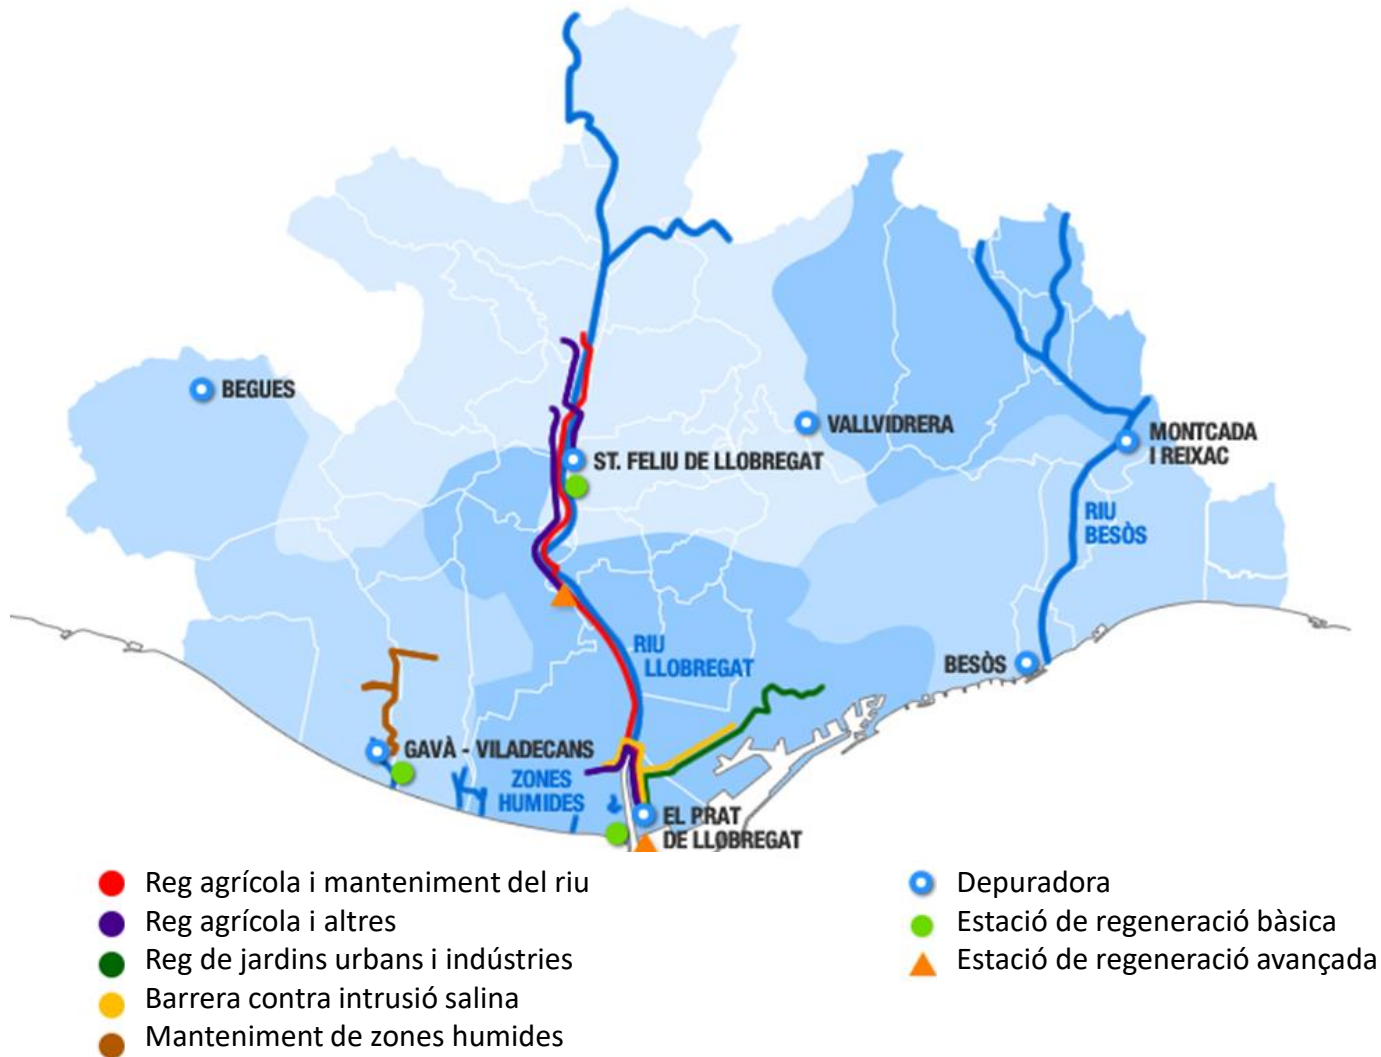 BEGUES
VALLVIDRERA
MONTCADA
I REIXAC
ST. FELIU DE LLOBREGAT
RIU
BESÒS
RIU
LLOBREGAT
BESÒS
GAVÀ - VILADECANS
ZONES
HUMIDES
EL PRAT
DE LLOBREGAT
Reg agrícola i manteniment del riu
Reg agrícola i altres
Reg de jardins urbans i indústries
Barrera contra intrusió salina
Manteniment de zones humides
Depuradora
Estació de regeneració bàsica
Estació de regeneració avançada